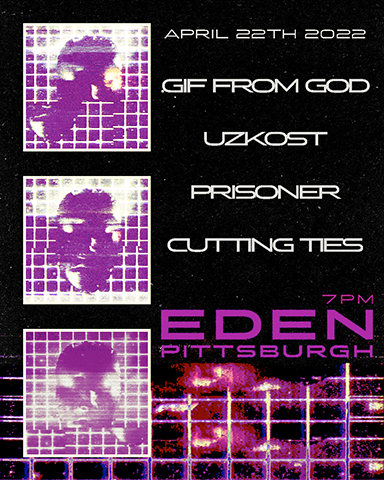 APRIL 22TH 2022
.GIF FROM GOD
UZKOST
PRISONER
CUTTING TIES
7PM
EDEN
PITTSBURGH